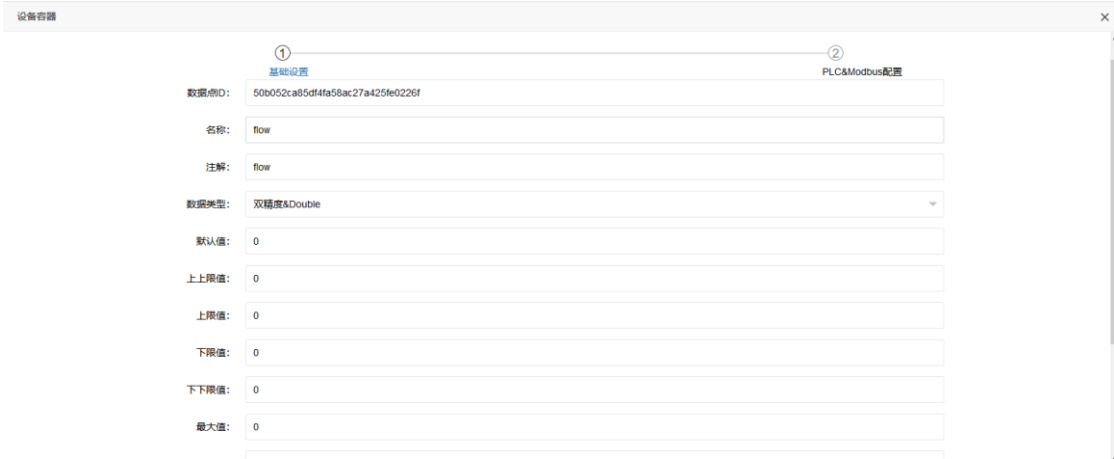 设备容器 ×
1 2
基础设置 PLC&Modbus配置
数据点ID： 50b052ca85df4fa58ac27a425fe0226f
名称： flow
注解： flow
数据类型： 双精度&Double
默认值： 0
上上限值： 0
上限值： 0
下限值： 0
下下限值： 0
最大值： 0